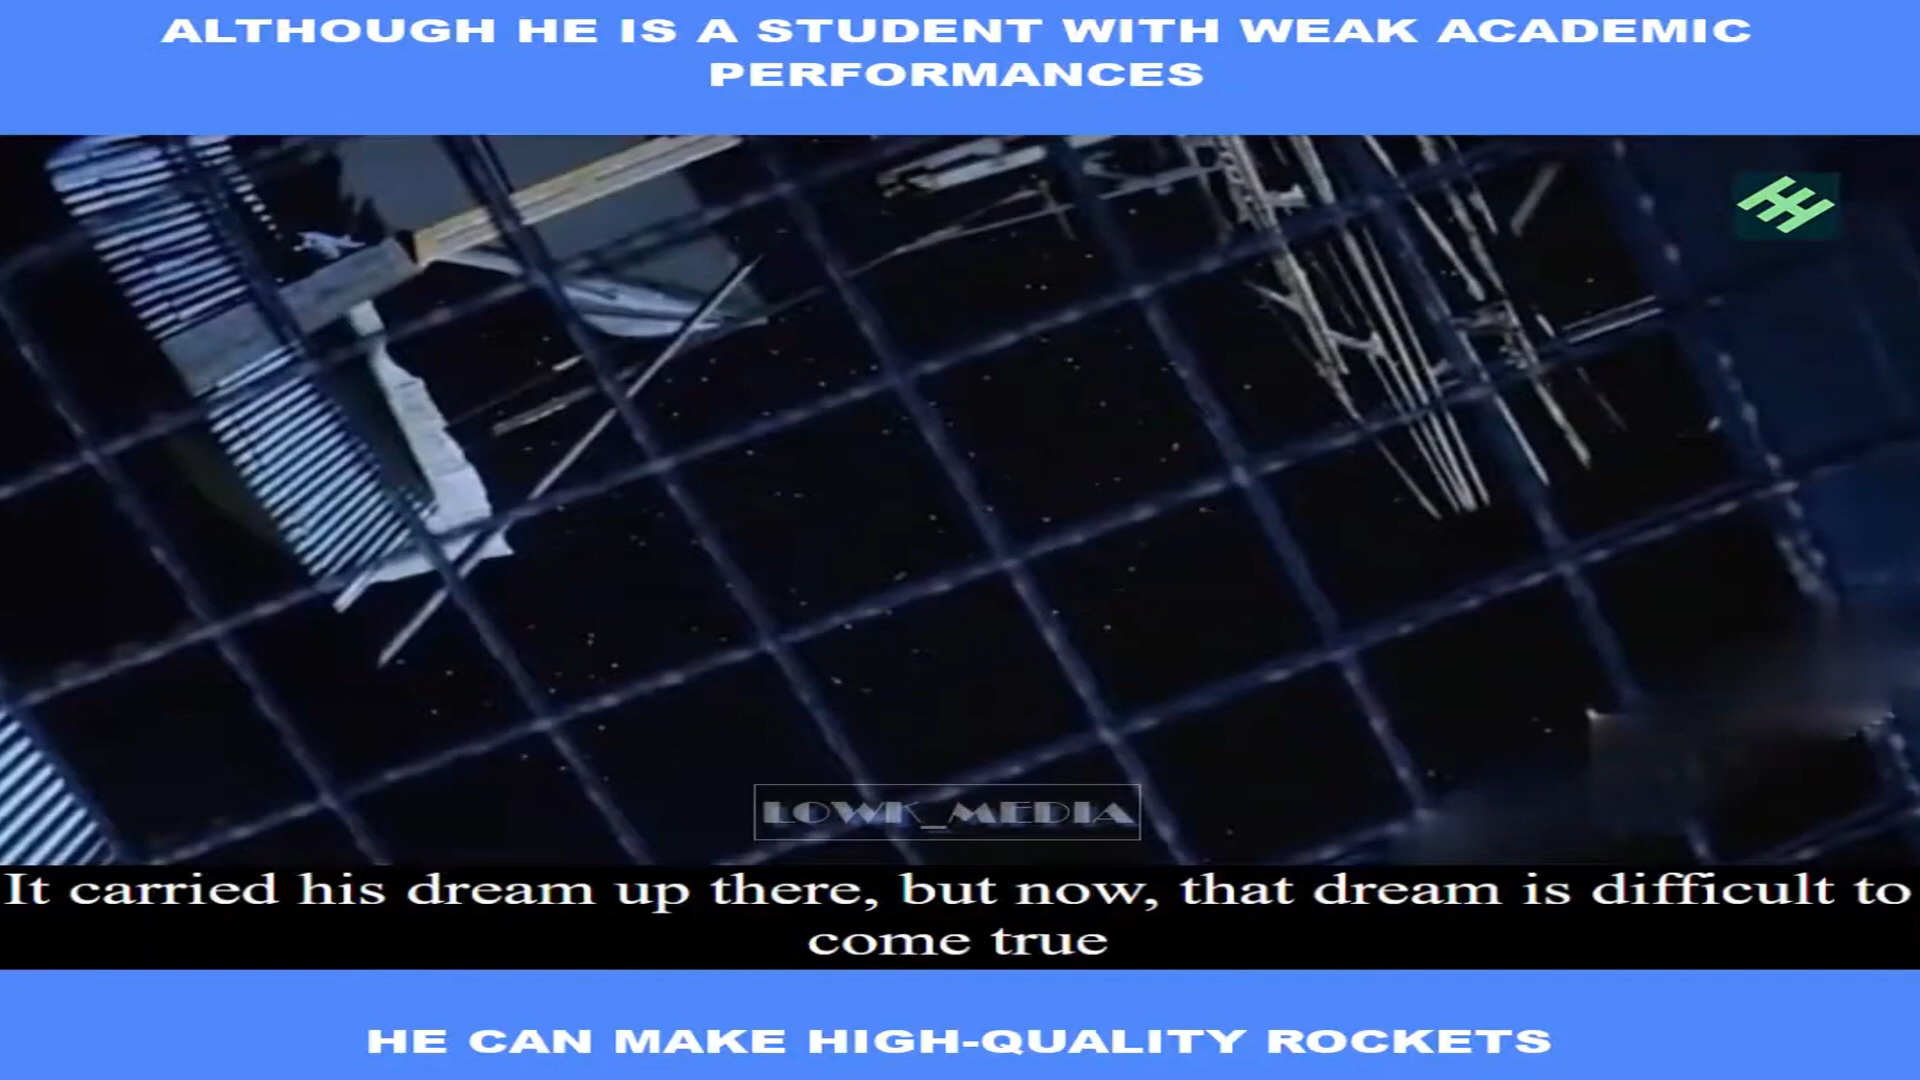 ALTHOUGH HE IS A STUDENT WITH WEAK ACADEMIC
PERFORMANCES
LOWK_MEDIA
It carried his dream up there, but now, that dream is difficult to
come true
HE CAN MAKE HIGH-QUALITY ROCKETS